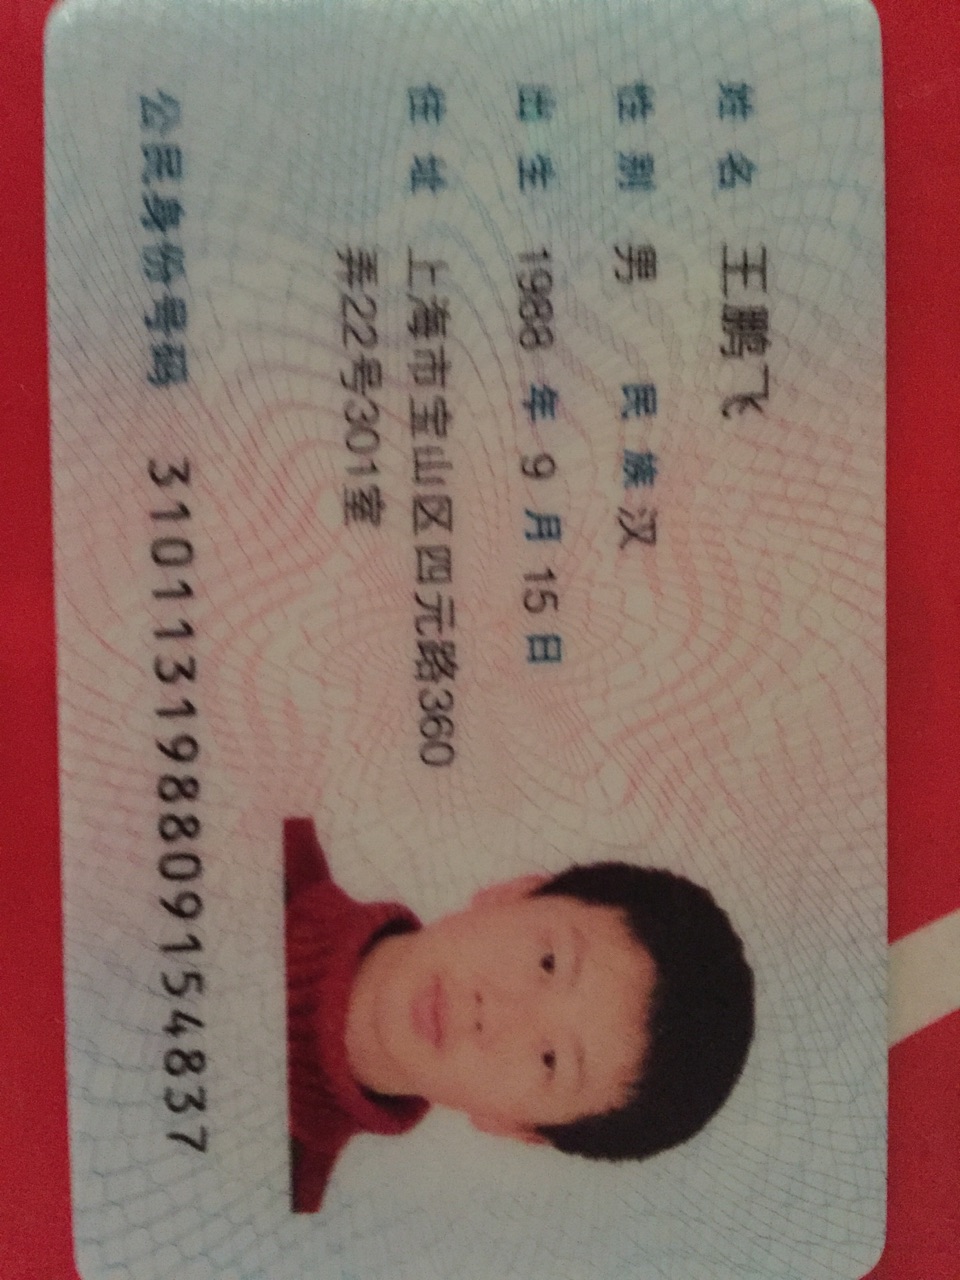 姓名 王鹏飞
性别 男 民族 汉
出生 1988 年 9 月 15 日
住址 上海市宝山区四元路360
弄22号301室
公民身份号码 310113198809154837